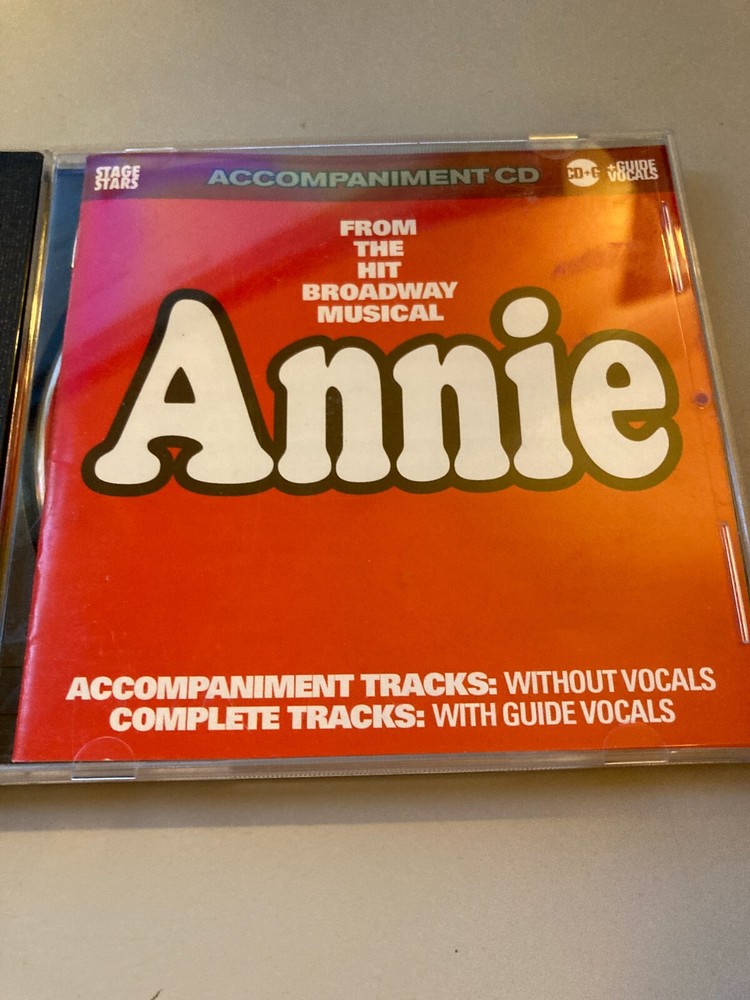 STAGE
STARS
ACCOMPANIMENT CD
CD+G
+GUIDE
VOCALS
FROM
THE
HIT
BROADWAY
MUSICAL
Annie
ACCOMPANIMENT TRACKS: WITHOUT VOCALS
COMPLETE TRACKS: WITH GUIDE VOCALS